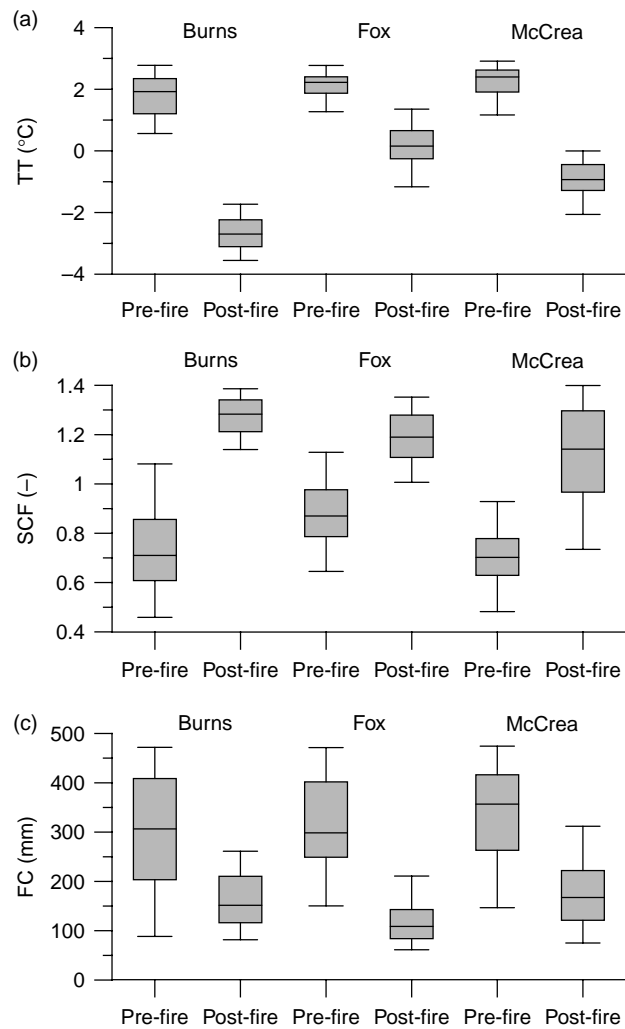 (a)
Burns Fox McCrea
TT (°C)
4
2
0
−2
−4
Pre-fire Post-fire Pre-fire Post-fire Pre-fire Post-fire
(b)
Burns Fox McCrea
SCF (−)
1.4
1.2
1
0.8
0.6
0.4
Pre-fire Post-fire Pre-fire Post-fire Pre-fire Post-fire
(c)
Burns Fox McCrea
FC (mm)
500
400
300
200
100
0
Pre-fire Post-fire Pre-fire Post-fire Pre-fire Post-fire